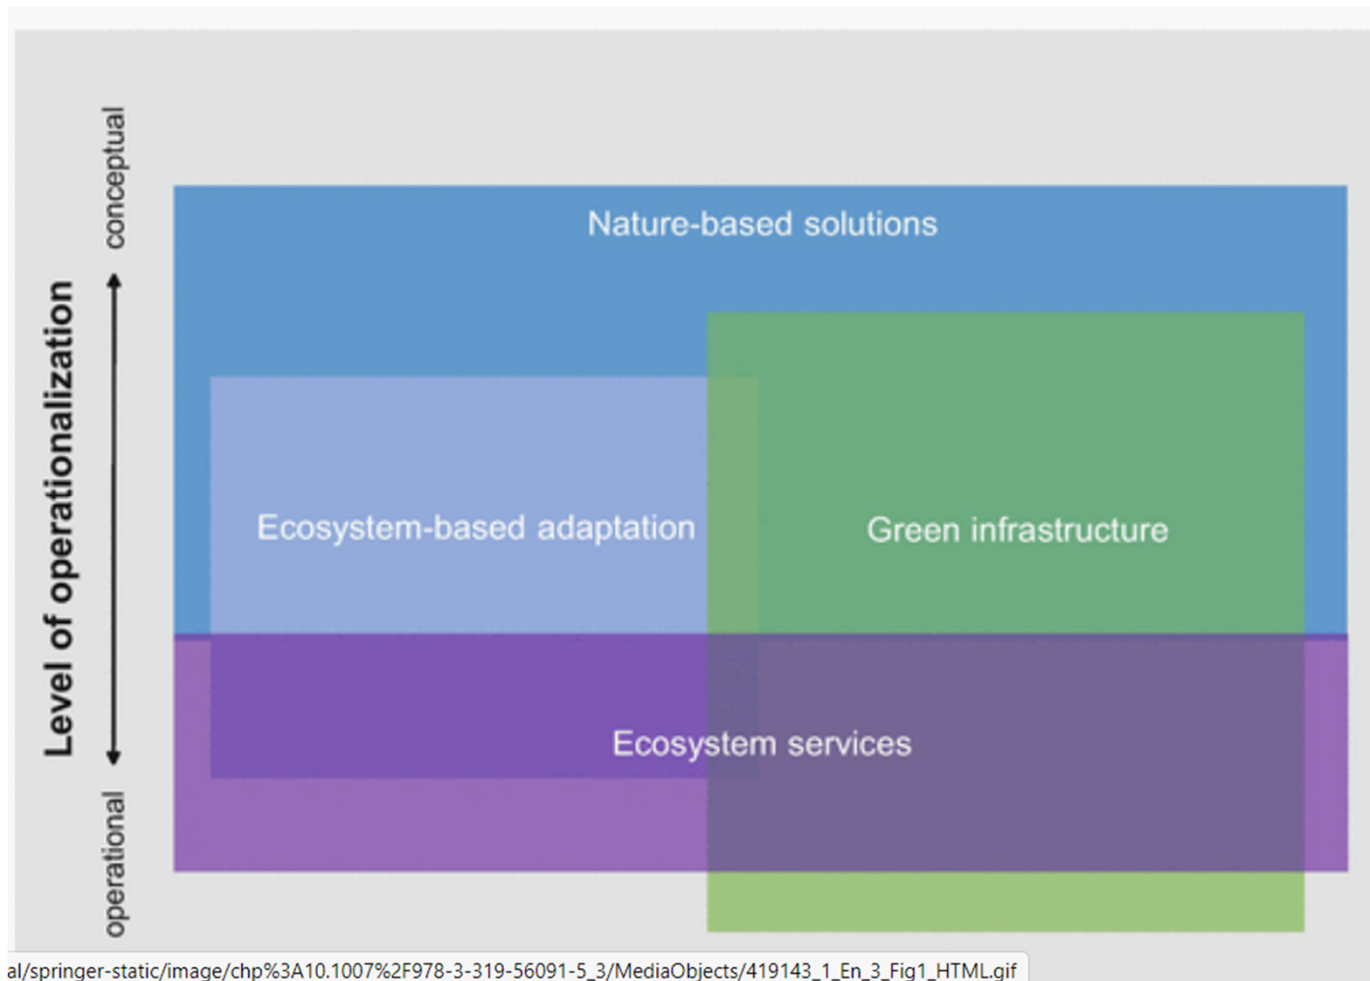 conceptual
Level of operationalization
operational
Nature-based solutions
Ecosystem-based adaptation
Green infrastructure
Ecosystem services
al/springer-static/image/chp%3A10.1007%2F978-3-319-56091-5_3/MediaObjects/419143_1_En_3_Fig1_HTML.gif